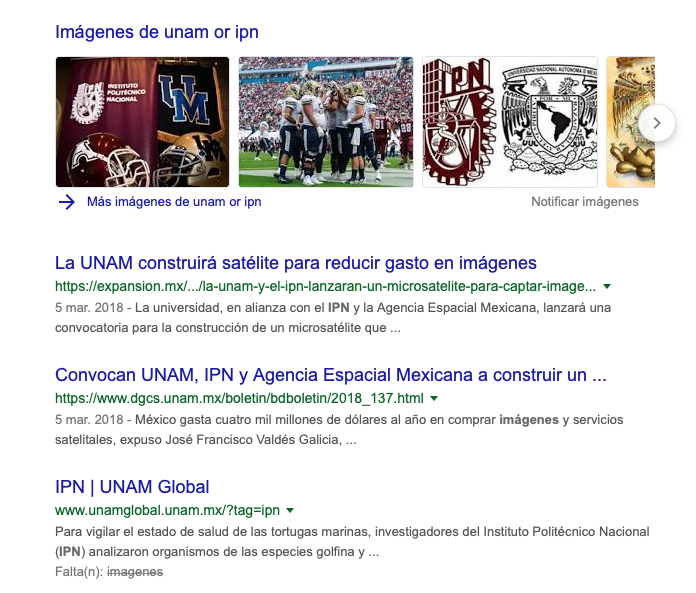 Imágenes de unam or ipn
INSTITUTO
POLITÉCNICO
NACIONAL
UM
IPN
UNIVERSIDAD NACIONAL AUTONOMA D MEXICO
Más imágenes de unam or ipn
Notificar imágenes
La UNAM construirá satélite para reducir gasto en imágenes
https://expansion.mx/.../la-unam-y-el-ipn-lanzaran-un-microsatelite-para-captar-image...
5 mar. 2018 - La universidad, en alianza con el IPN y la Agencia Espacial Mexicana, lanzará una
convocatoria para la construcción de un microsatélite que ...
Convocan UNAM, IPN y Agencia Espacial Mexicana a construir un ...
https://www.dgcs.unam.mx/boletin/bdboletin/2018_137.html
5 mar. 2018 - México gasta cuatro mil millones de dólares al año en comprar imágenes y servicios
satelitales, expuso José Francisco Valdés Galicia, ...
IPN | UNAM Global
www.unamglobal.unam.mx/?tag=ipn
Para vigilar el estado de salud de las tortugas marinas, investigadores del Instituto Politécnico Nacional
(IPN) analizaron organismos de las especies golfina y ...
Falta(n): imagenes